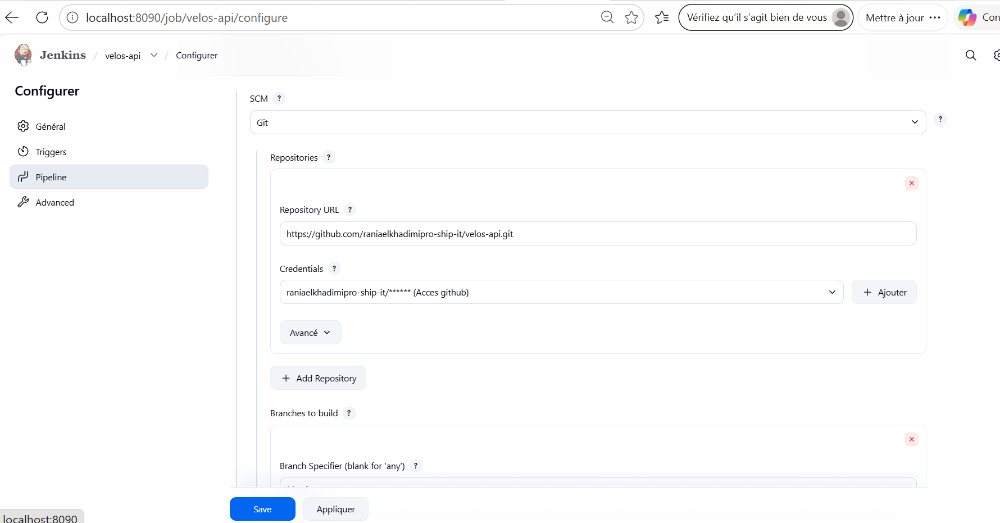 localhost:8090/job/velos-api/configure
Vérifiez qu'il s'agit bien de vous
Mettre à jour
Con
Jenkins / velos-api / Configurer
Configurer
Général
Triggers
Pipeline
Advanced
SCM ?
Git
?
Repositories ?
Repository URL ?
https://github.com/raniaelkhadimipro-ship-it/velos-api.git
Credentials ?
raniaelkhadimipro-ship-it/****** (Acces github)
+ Ajouter
Avancé
+ Add Repository
Branches to build ?
Branch Specifier (blank for 'any') ?
Save
Appliquer
localhost:8090